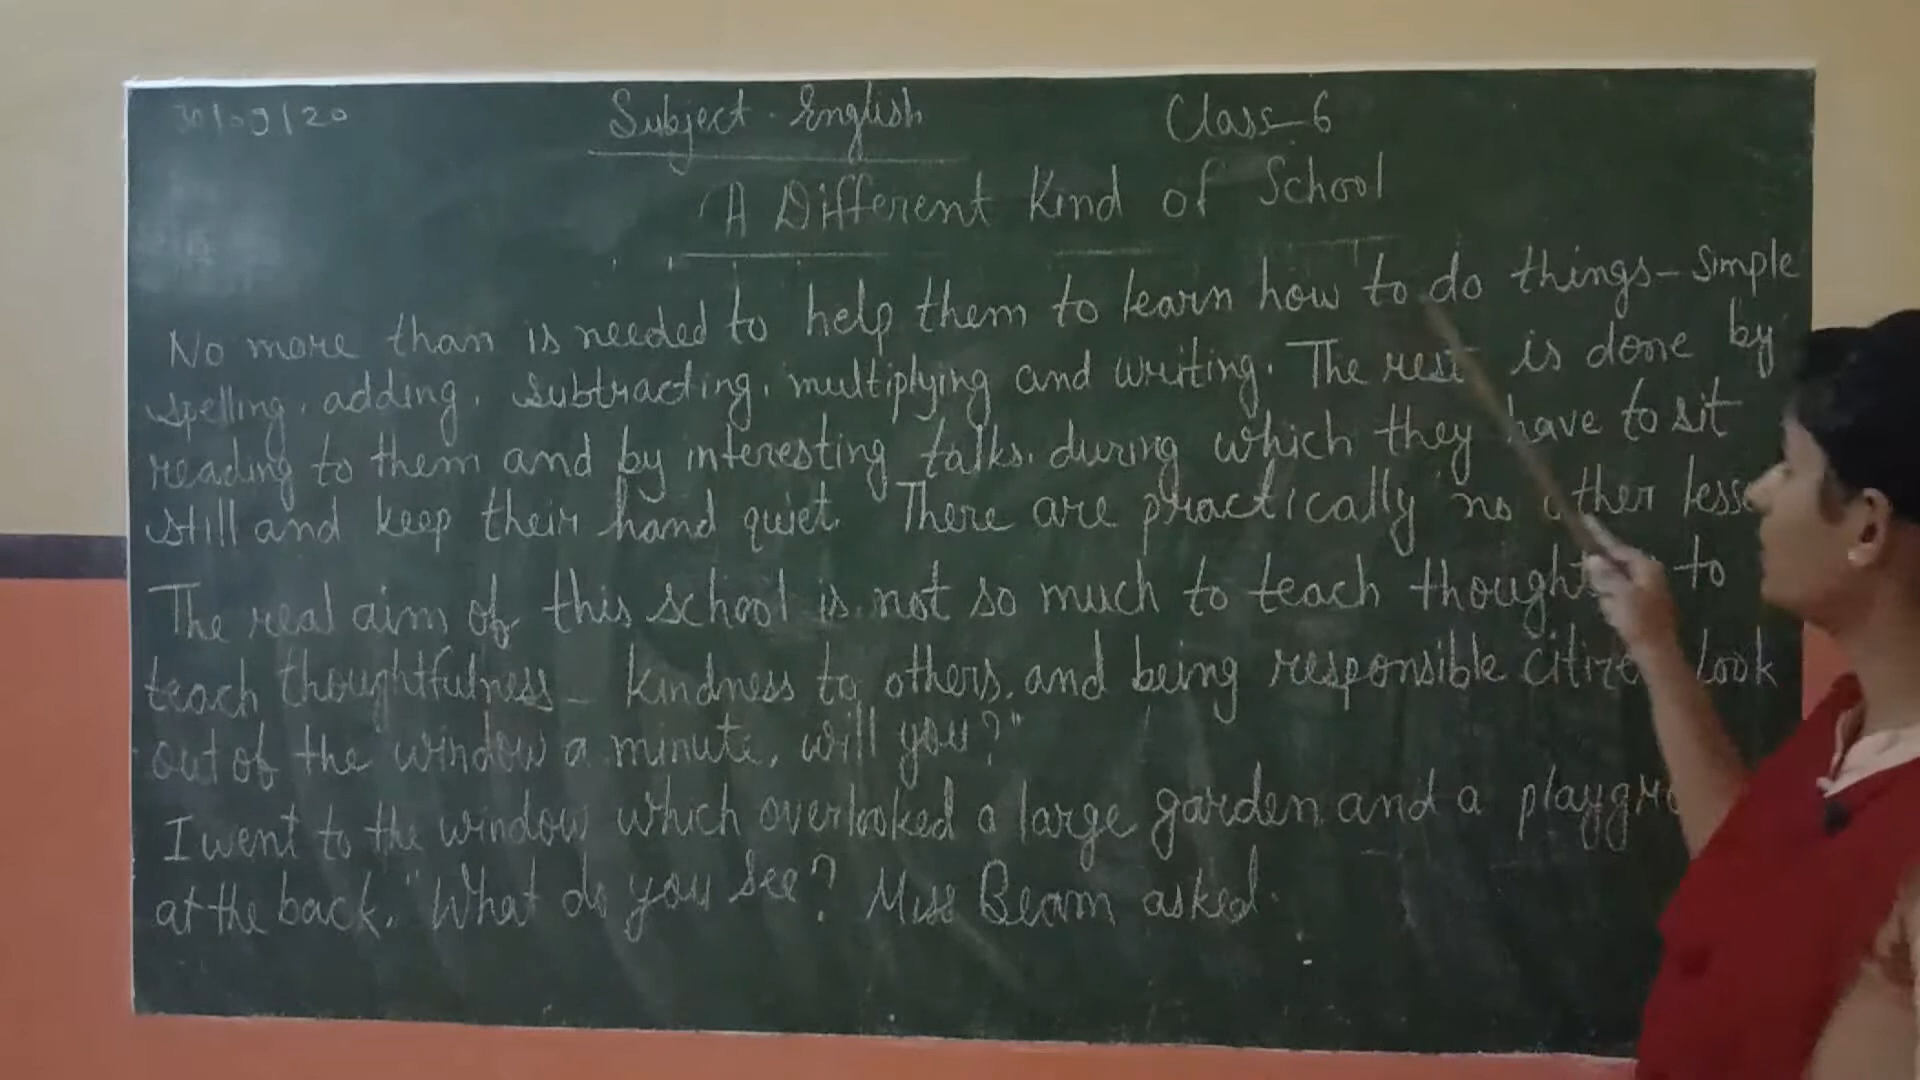 30/09/20
Subject - English
Class-6
A Different Kind of School
No more than is needed to help them to learn how to do things - simple
spelling, adding, subtracting, multiplying and writing. The rest is done by
reading to them and by interesting talks, during which they have to sit
still and keep their hand quiet. There are practically no other
The real aim of this school is not so much to teach thought to
teach thoughtfulness - kindness to others, and being responsible look
out of the window a minute, will you?"
I went to the window which overlooked a large garden and a
at the back. "What do you see? Miss Beam asked.